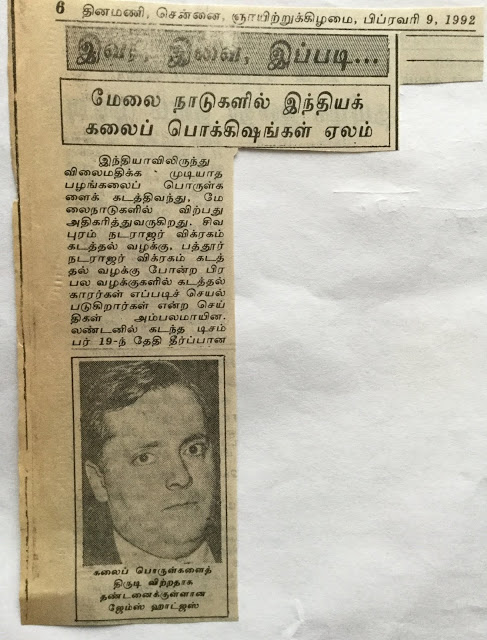 6 தினமணி, சென்னை, ஞாயிற்றுக்கிழமை, பிப்ரவரி 9, 1992
இவர், இவை, இப்படி...
மேலை நாடுகளில் இந்தியக்
கலைப் பொக்கிஷங்கள் ஏலம்
இந்தியாவிலிருந்து
விலைமதிக்க முடியாத
பழங்கலைப் பொருள்க
ளைக் கடத்திவந்து, மே
லைநாடுகளில் விற்பது
அதிகரித்துவருகிறது. சிவ
புரம் நடராஜர் விக்ரகம்
கடத்தல் வழக்கு, பத்தூர்
நடராஜர் விக்ரகம் கடத்
தல் வழக்கு போன்ற பிர
பல வழக்குகளில் கடத்தல்
காரர்கள் எப்படிச் செயல்
படுகிறார்கள் என்ற செய்
திகள் அம்பலமாயின.
லண்டனில் கடந்த டிசம்
பர் 19-ந் தேதி தீர்ப்பான
கலைப் பொருள்களைத்
திருடி விற்றதாக
தண்டனைக்குள்ளான
ஜேம்ஸ் ஹாட்ஜஸ்